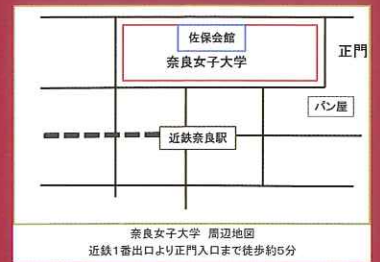 佐保会館
奈良女子大学
正門
パン屋
近鉄奈良駅
奈良女子大学 周辺地図
近鉄1番出口より正門入口まで徒歩約5分